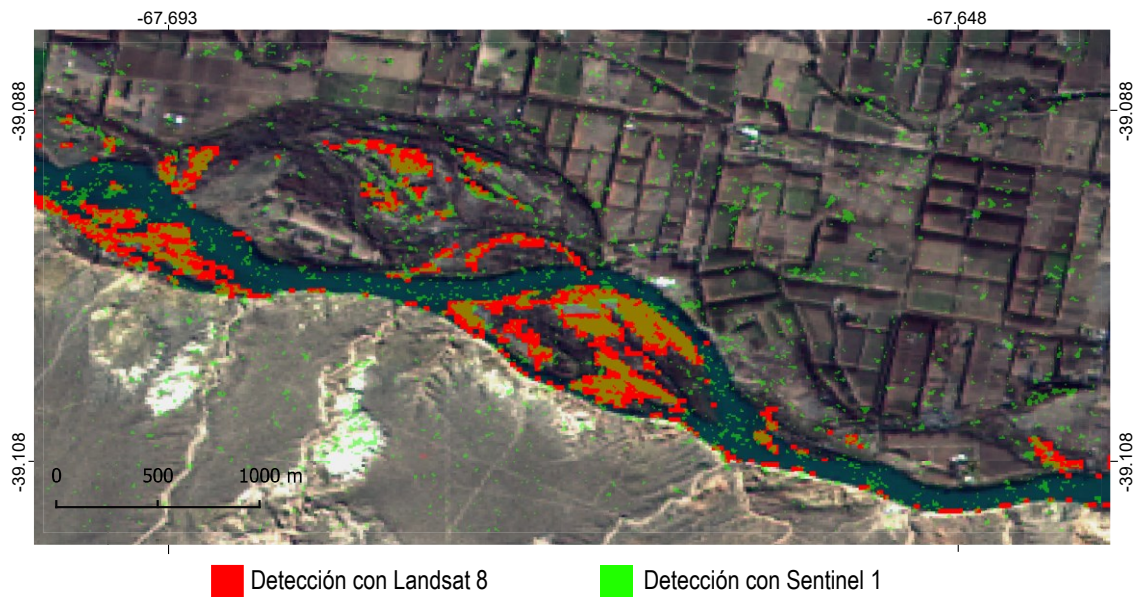 -67.693 -67.648
-39.088 -39.088
-39.108 -39.108
0 500 1000 m
Detección con Landsat 8 Detección con Sentinel 1